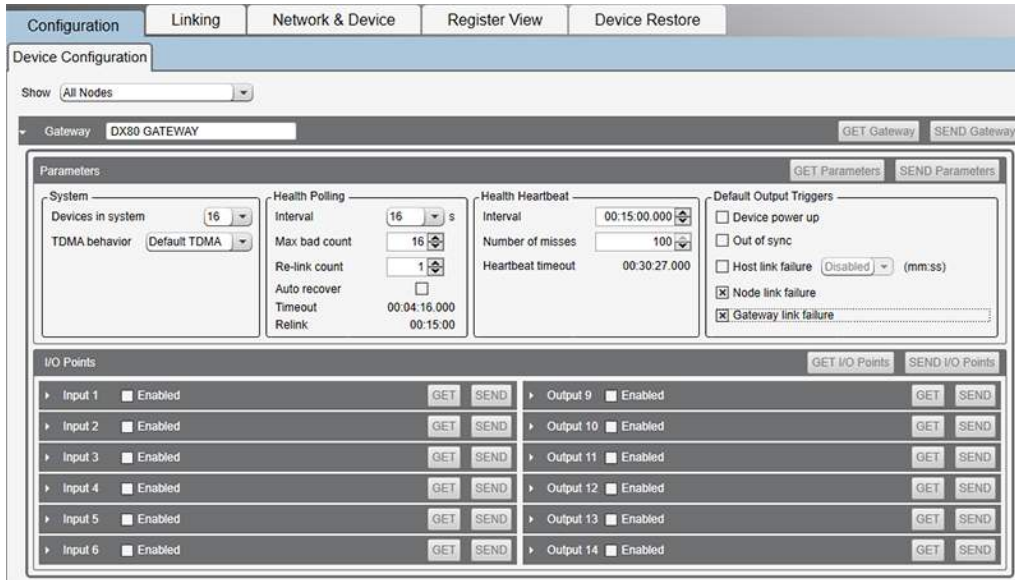 Configuration Linking Network & Device Register View Device Restore
Device Configuration
Show All Nodes
Gateway DX80 GATEWAY GET Gateway SEND Gateway
Parameters GET Parameters SEND Parameters
System
Devices in system 16
TDMA behavior Default TDMA
Health Polling
Interval 16 s
Max bad count 16
Re-link count 1
Auto recover
Timeout 00:04:16.000
Relink 00:15:00
Health Heartbeat
Interval 00:15:00.000
Number of misses 100
Heartbeat timeout 00:30:27.000
Default Output Triggers
Device power up
Out of sync
Host link failure Disabled (mm:ss)
Node link failure
Gateway link failure
I/O Points GET I/O Points SEND I/O Points
Input 1 Enabled GET SEND Output 9 Enabled GET SEND
Input 2 Enabled GET SEND Output 10 Enabled GET SEND
Input 3 Enabled GET SEND Output 11 Enabled GET SEND
Input 4 Enabled GET SEND Output 12 Enabled GET SEND
Input 5 Enabled GET SEND Output 13 Enabled GET SEND
Input 6 Enabled GET SEND Output 14 Enabled GET SEND